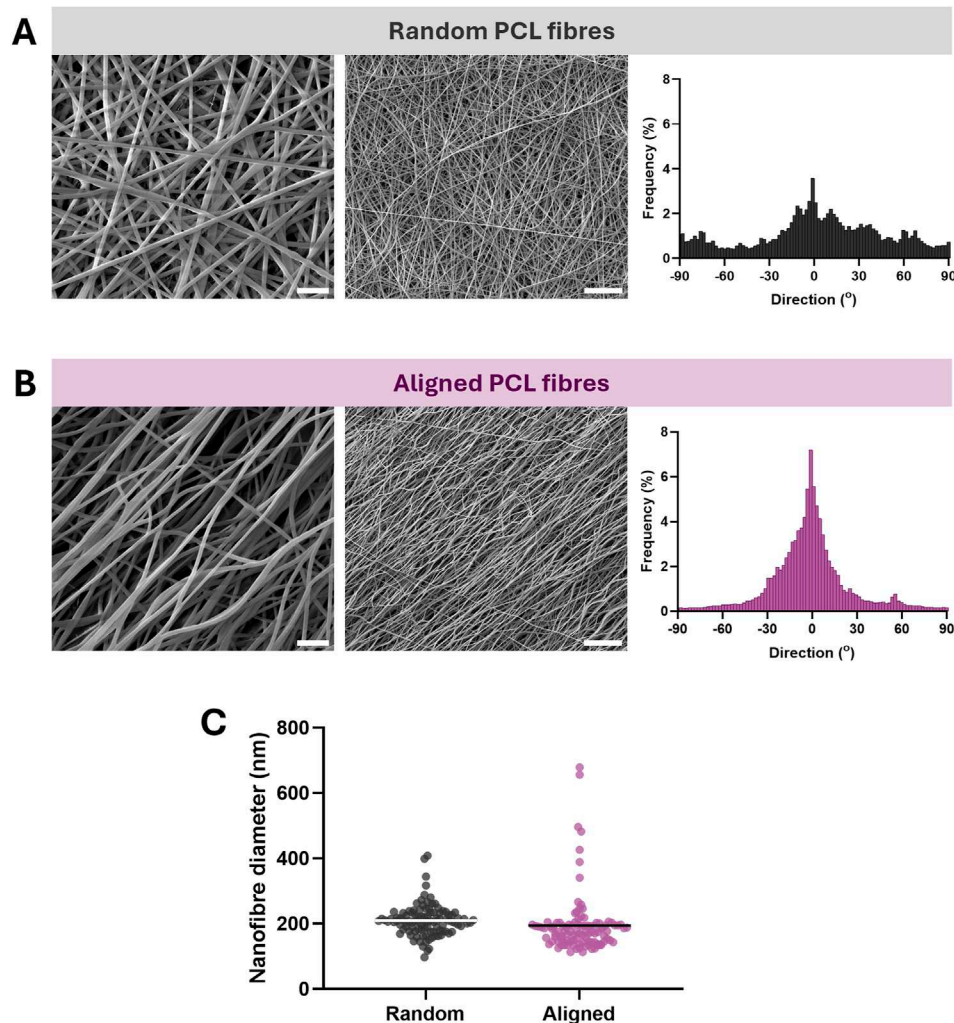 A
Random PCL fibres
8
6
4
2
0
Frequency (%)
-90 -60 -30 0 30 60 90
Direction (º)
B
Aligned PCL fibres
8
6
4
2
0
Frequency (%)
-90 -60 -30 0 30 60 90
Direction (º)
C
800
600
400
200
0
Nanofibre diameter (nm)
Random Aligned